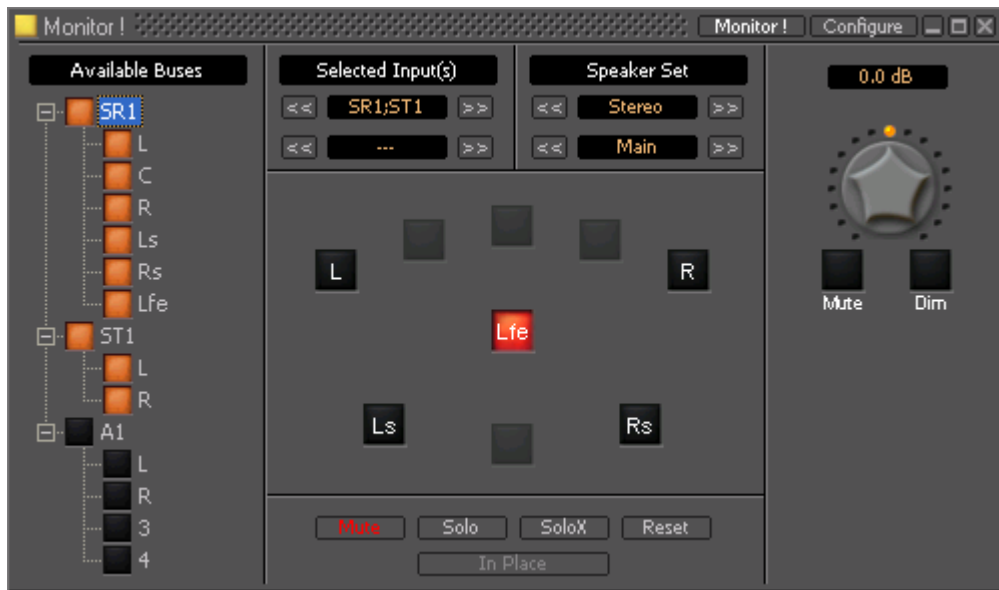 Monitor ! Monitor ! Configure
Available Buses
SR1
L
C
R
Ls
Rs
Lfe
ST1
L
R
A1
L
R
3
4
Selected Input(s)
<< SR1;ST1 >>
<< --- >>
Speaker Set
<< Stereo >>
<< Main >>
L R
Lfe
Ls Rs
Mute Solo SoloX Reset
In Place
0.0 dB
Mute Dim